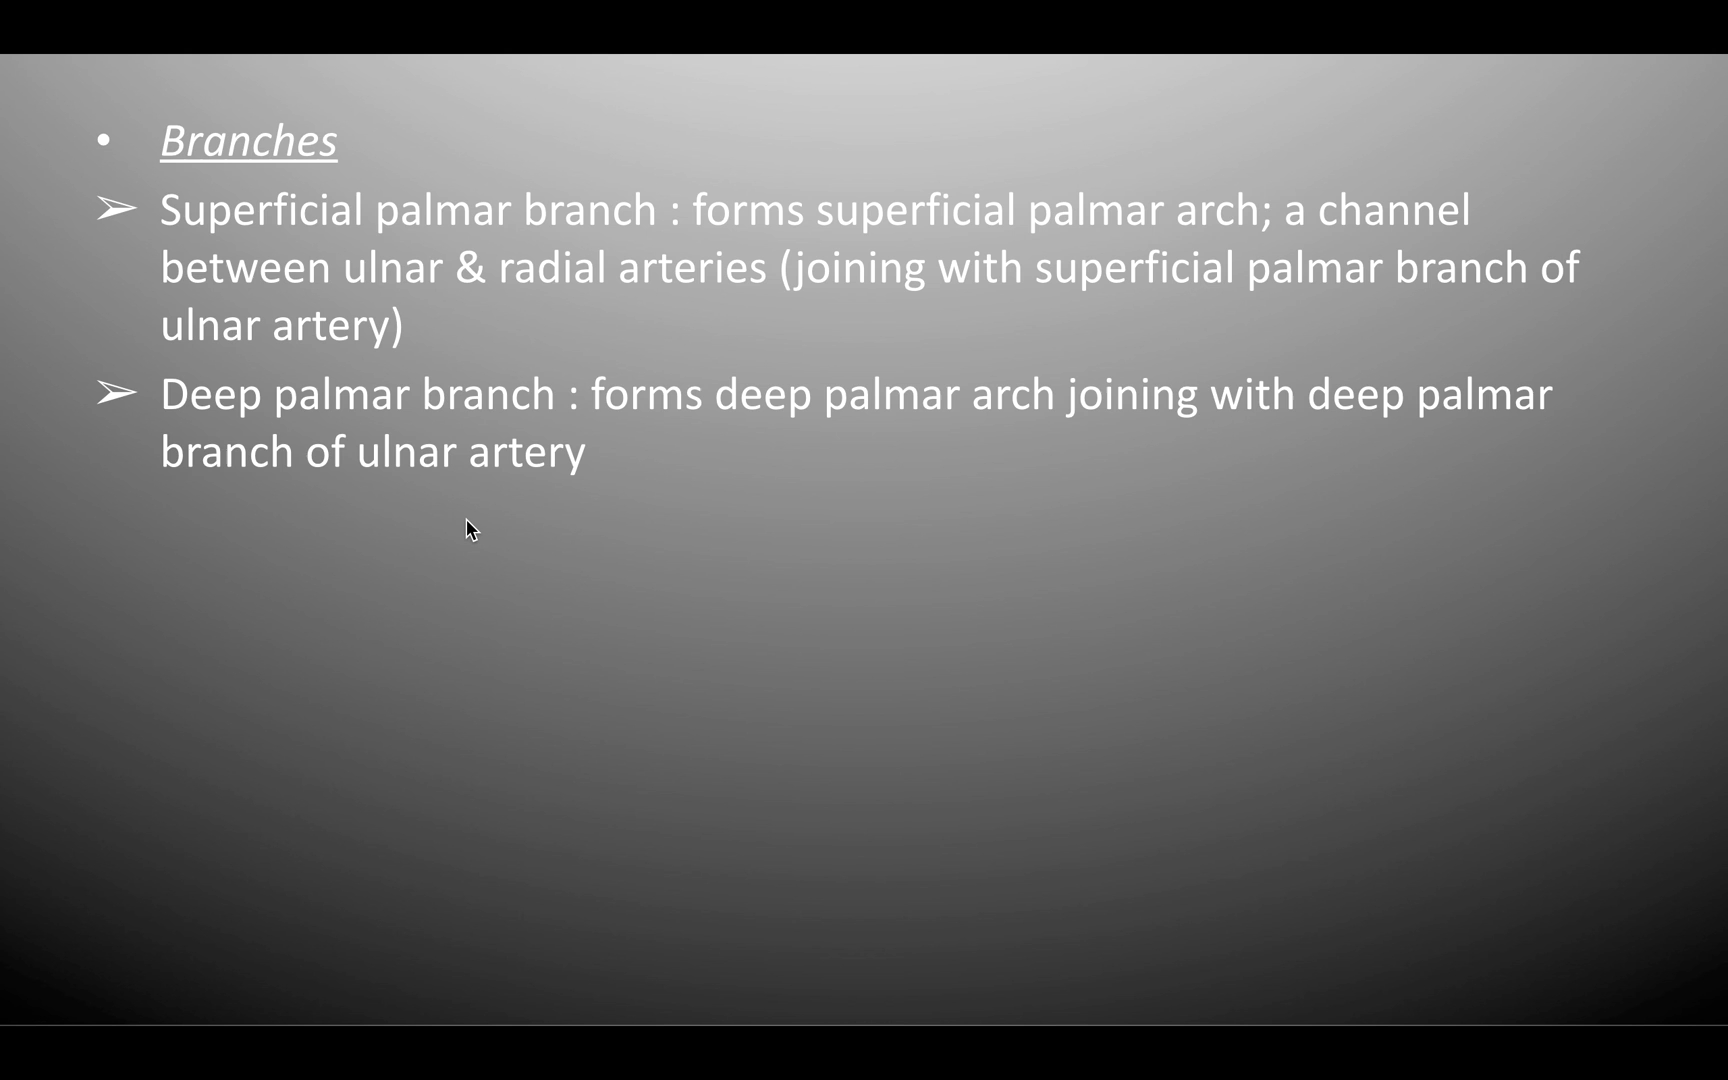 • Branches
➢ Superficial palmar branch : forms superficial palmar arch; a channel
between ulnar & radial arteries (joining with superficial palmar branch of
ulnar artery)
➢ Deep palmar branch : forms deep palmar arch joining with deep palmar
branch of ulnar artery